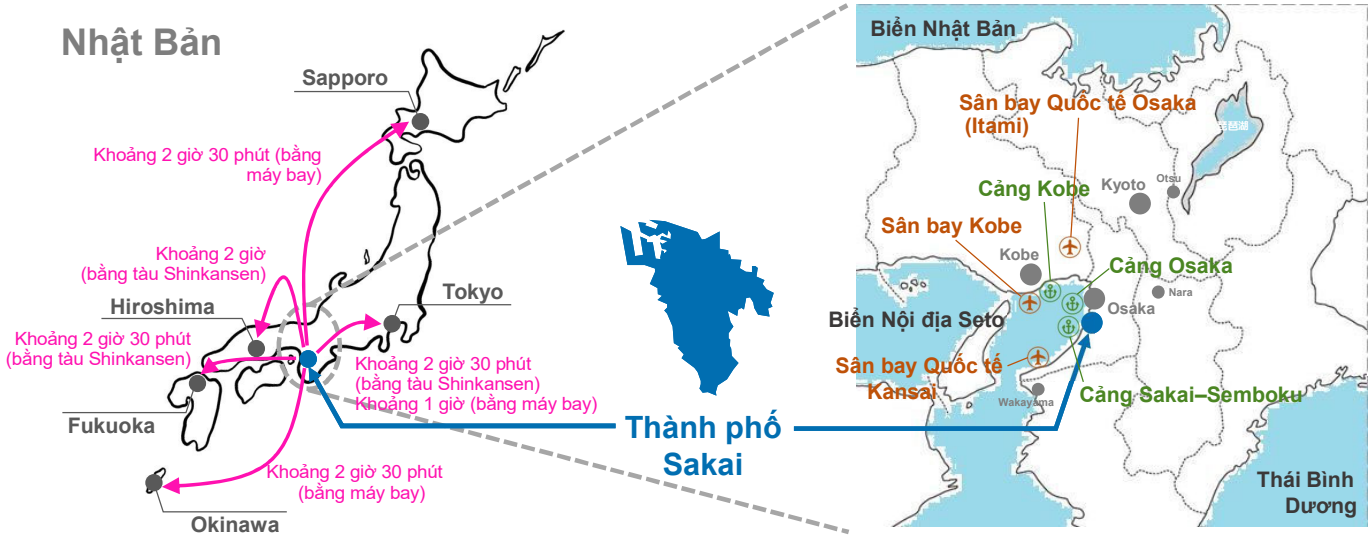 Nhật Bản
Sapporo
Khoảng 2 giờ 30 phút (bằng
máy bay)
Khoảng 2 giờ
(bằng tàu Shinkansen)
Hiroshima
Khoảng 2 giờ 30 phút
(bằng tàu Shinkansen)
Fukuoka
Tokyo
Khoảng 2 giờ 30 phút
(bằng tàu Shinkansen)
Khoảng 1 giờ (bằng máy bay)
Khoảng 2 giờ 30 phút
(bằng máy bay)
Okinawa
Thành phố
Sakai
Biển Nhật Bản
Sân bay Quốc tế Osaka
(Itami)
琵琶湖
Cảng Kobe
Kyoto
Otsu
Sân bay Kobe
Kobe
Cảng Osaka
Nara
Osaka
Biển Nội địa Seto
Sân bay Quốc tế
Kansai
Wakayama
Cảng Sakai–Semboku
Thái Bình
Dương